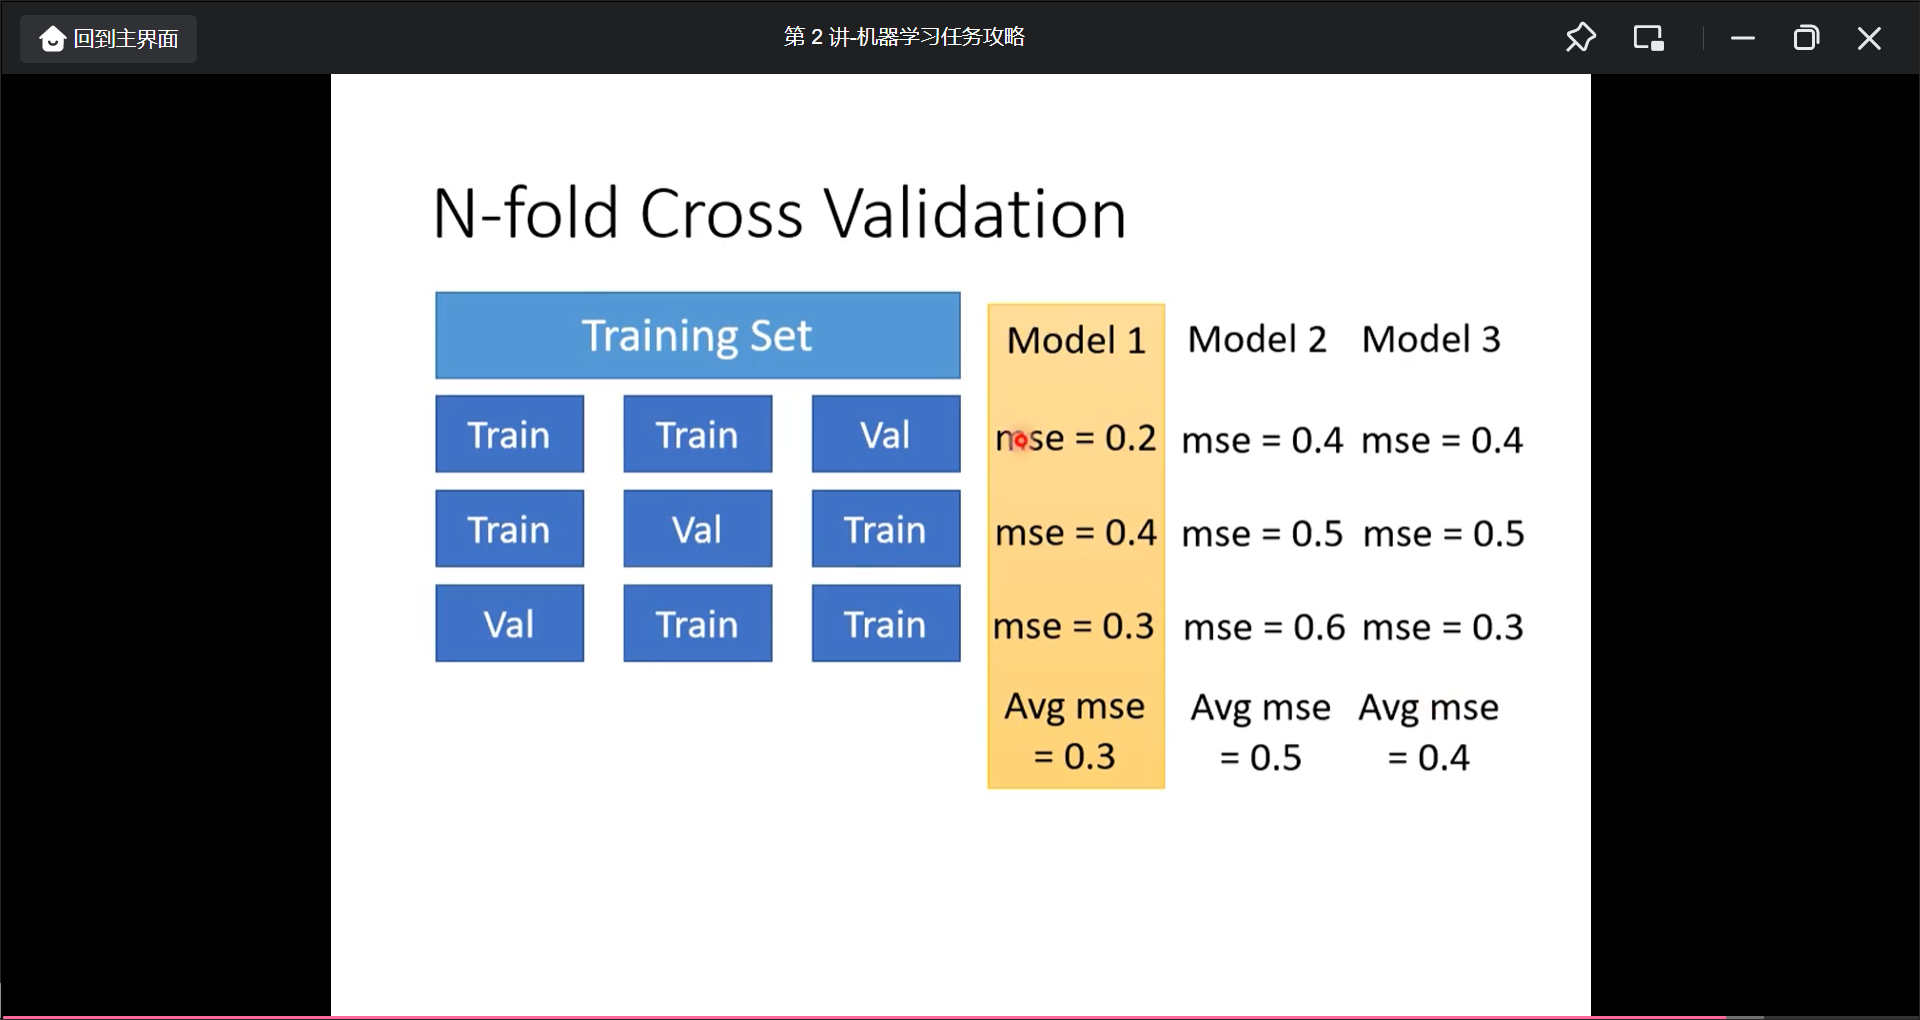 回到主界面
第 2 讲-机器学习任务攻略
N-fold Cross Validation
Training Set
Model 1 Model 2 Model 3
Train Train Val mse = 0.2 mse = 0.4 mse = 0.4
Train Val Train mse = 0.4 mse = 0.5 mse = 0.5
Val Train Train mse = 0.3 mse = 0.6 mse = 0.3
Avg mse Avg mse Avg mse
= 0.3 = 0.5 = 0.4